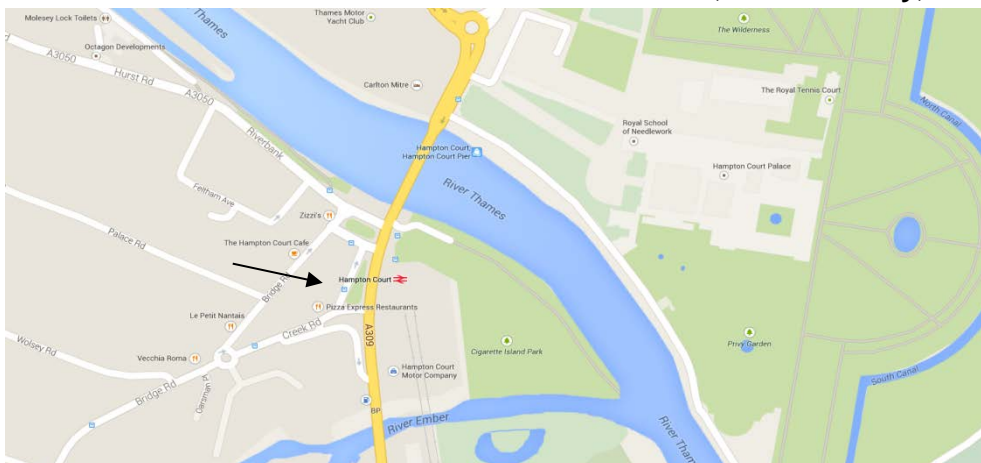 Molesey Lock Toilets
Thames
Thames Motor
Yacht Club
The Wilderness
Octagon Developments
A3050
Hurst Rd
A3050
Carlton Mitre
The Royal Tennis Court
North Canal
Riverbank
Royal School
of Needlework
Hampton Court,
Hampton Court Pier
Hampton Court Palace
River Thames
Feltham Ave
Zizzi's
Palace Rd
The Hampton Court Cafe
Hampton Court
Bridge Rd
Pizza Express Restaurants
Le Petit Nantais
Creek Rd
A309
Privy Garden
Wolsey Rd
Vecchia Roma
Cigarette Island Park
Hampton Court
Motor Company
South Canal
Bridge Rd
Oarsman Pl
BP
River Ember
River Thames